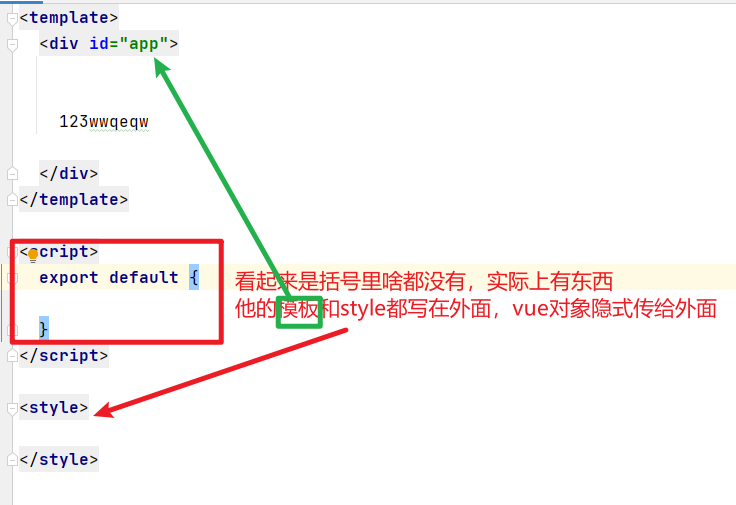 <template>
<div id="app">
123wwqeqw
</div>
</template>
<script>
export default {
看起来是括号里啥都没有，实际上有东西
他的模板和style都写在外面，vue对象隐式传给外面
}
</script>
<style>
</style>